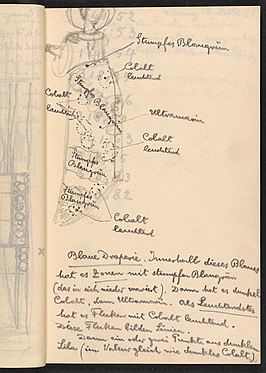 Stumpfes Blaugrün
Cobalt
leuchtend
Stumpfes Blaugrün
Cobalt
leuchtend
Ultramarin
Cobalt
leuchtend
Stumpfes
Blaugrün
Stumpfes
Blaugrün
Cobalt
leuchtend
Blaue Draperie. Innerhalb dieses Blaues
hat es Zonen mit stumpfem Blaugrün
(das in sich wieder variert). Dann hat es dunkel
Cobalt, dann Ultramarin. Als Leuchtendstes
hat es Flecken mit Cobalt leuchtend.
Diese Flecken bilden Linien.
Dann ein oder zwei Punkte aus dunklem
Lila (im Valeur gleich wie dunkles Cobalt.)